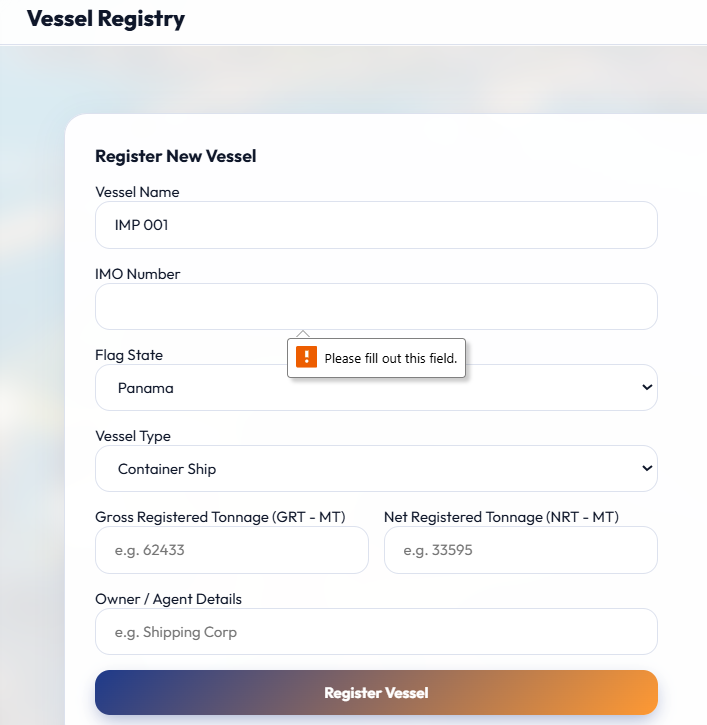 Vessel Registry
Register New Vessel
Vessel Name
IMP 001
IMO Number
! Please fill out this field.
Flag State
Panama
Vessel Type
Container Ship
Gross Registered Tonnage (GRT - MT) Net Registered Tonnage (NRT - MT)
e.g. 62433 e.g. 33595
Owner / Agent Details
e.g. Shipping Corp
Register Vessel